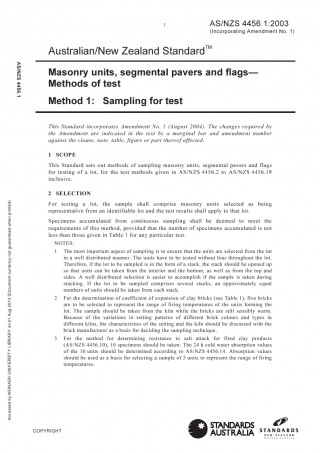 1
AS/NZS 4456.1:2003
(Incorporating Amendment No. 1)
AS/NZS 4456.1
Australian/New Zealand Standard™
Masonry units, segmental pavers and flags—
Methods of test
Method 1: Sampling for test
This Standard incorporates Amendment No. 1 (August 2004). The changes required by
the Amendment are indicated in the text by a marginal bar and amendment number
against the clause, note, table, figure or part thereof affected.
1 SCOPE
This Standard sets out methods of sampling masonry units, segmental pavers and flags
for testing of a lot, for the test methods given in AS/NZS 4456.2 to AS/NZS 4456.19
inclusive.
2 SELECTION
For testing a lot, the sample shall comprise masonry units selected as being
representative from an identifiable lot and the test results shall apply to that lot.
Specimens accumulated from continuous sampling shall be deemed to meet the
requirements of this method, provided that the number of specimens accumulated is not
less than those given in Table 1 for any particular test.
NOTES:
1 The most important aspect of sampling is to ensure that the units are selected from the lot
in a well distributed manner. The units have to be tested without bias throughout the lot.
Therefore, if the lot to be sampled is in the form of a stack, the stack should be opened up
so that units can be taken from the interior and the bottom, as well as from the top and
sides. A well distributed selection is easier to accomplish if the sample is taken during
stacking. If the lot to be sampled comprises several stacks, an approximately equal
numbers of units should be taken from each stack.
2 For the determination of coefficient of expansion of clay bricks (see Table 1), five bricks
are to be selected to represent the range of firing temperatures of the units forming the
lot. The sample should be taken from the kiln while the bricks are still sensibly warm.
Because of the variations in setting patterns of different brick colours and types in
different kilns, the characteristics of the setting and the kiln should be discussed with the
brick manufacturer as a basis for deciding the sampling technique.
3 For the method for determining resistance to salt attack for fired clay products
(AS/NZS 4456.10), 10 specimens should be taken. The 24 h cold water absorption values
of the 10 units should be determined according to AS/NZS 4456.14. Absorption values
should be used as a basis for selecting a sample of 5 units to represent the range of firing
temperatures.
Accessed by MONASH UNIVERSITY LIBRARY on 21 Aug 2013 (Document currency not guaranteed when printed)
COPYRIGHT
STANDARDS
AUSTRALIA
STANDARDS
NEW ZEALAND